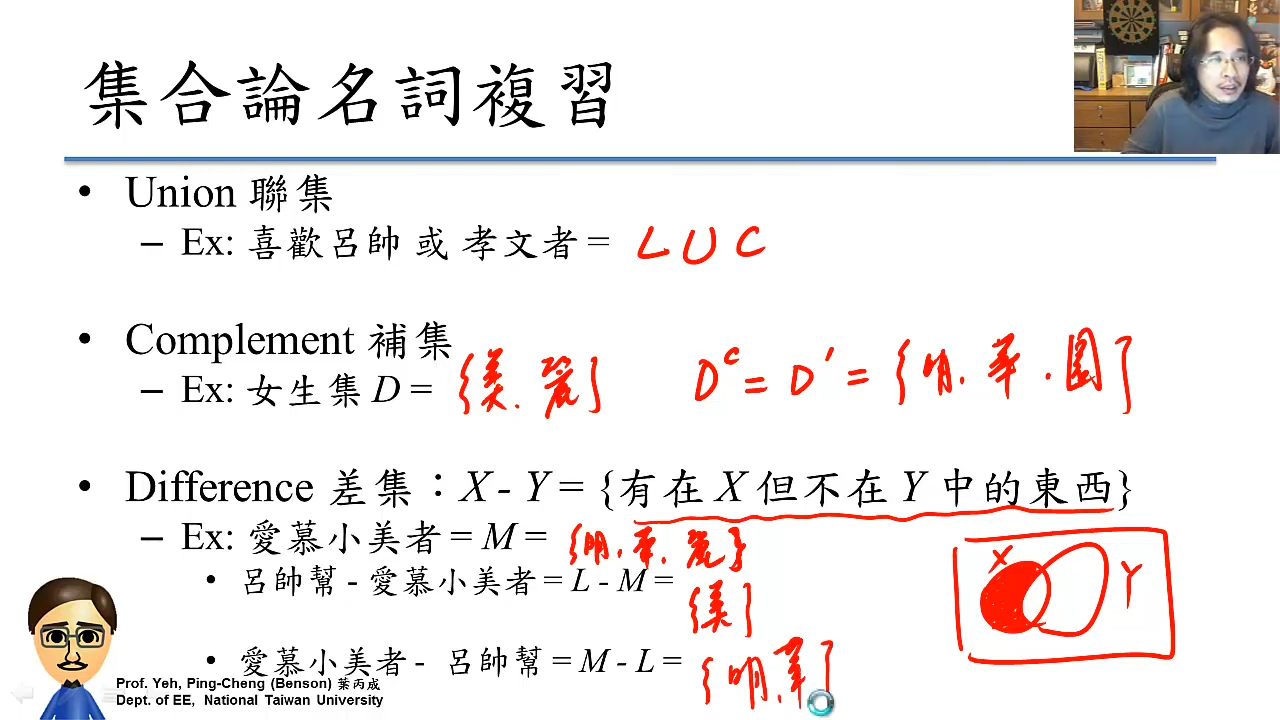 集合論名詞複習
• Union 聯集
– Ex: 喜歡呂帥 或 孝文者 = L U C
• Complement 補集
– Ex: 女生集 D = {美, 麗} D^c = D' = {明, 華, 園}
• Difference 差集：X - Y = {有在 X 但不在 Y 中的東西}
– Ex: 愛慕小美者 = M = {明, 華, 麗}
• 呂帥幫 - 愛慕小美者 = L - M = {美}
• 愛慕小美者 - 呂帥幫 = M - L = {明, 華}
X Y
Prof. Yeh, Ping-Cheng (Benson) 葉丙成
Dept. of EE, National Taiwan University